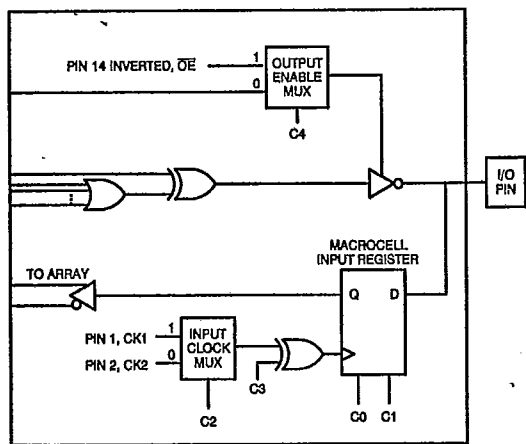 PIN 14 INVERTED, OE
1
0
OUTPUT
ENABLE
MUX
C4
I/O
PIN
MACROCELL
INPUT REGISTER
TO ARRAY
Q D
PIN 1, CK1
1
PIN 2, CK2
0
INPUT
CLOCK
MUX
C3
C2
C0 C1